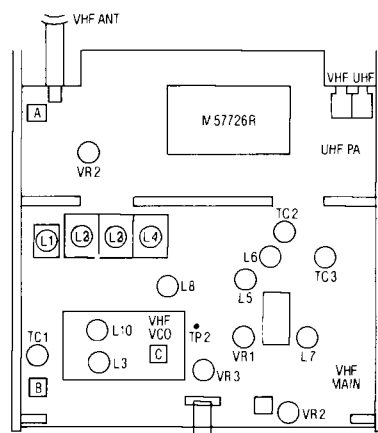 VHF ANT
VHF UHF
A
M57726R
UHF PA
VR2
TC2
L1
L2
L3
L4
L6
TC3
L8
L5
L10
VHF
VCO
TP2
TC1
C
VR1
L7
L3
VR3
VHF
MAIN
B
VR2